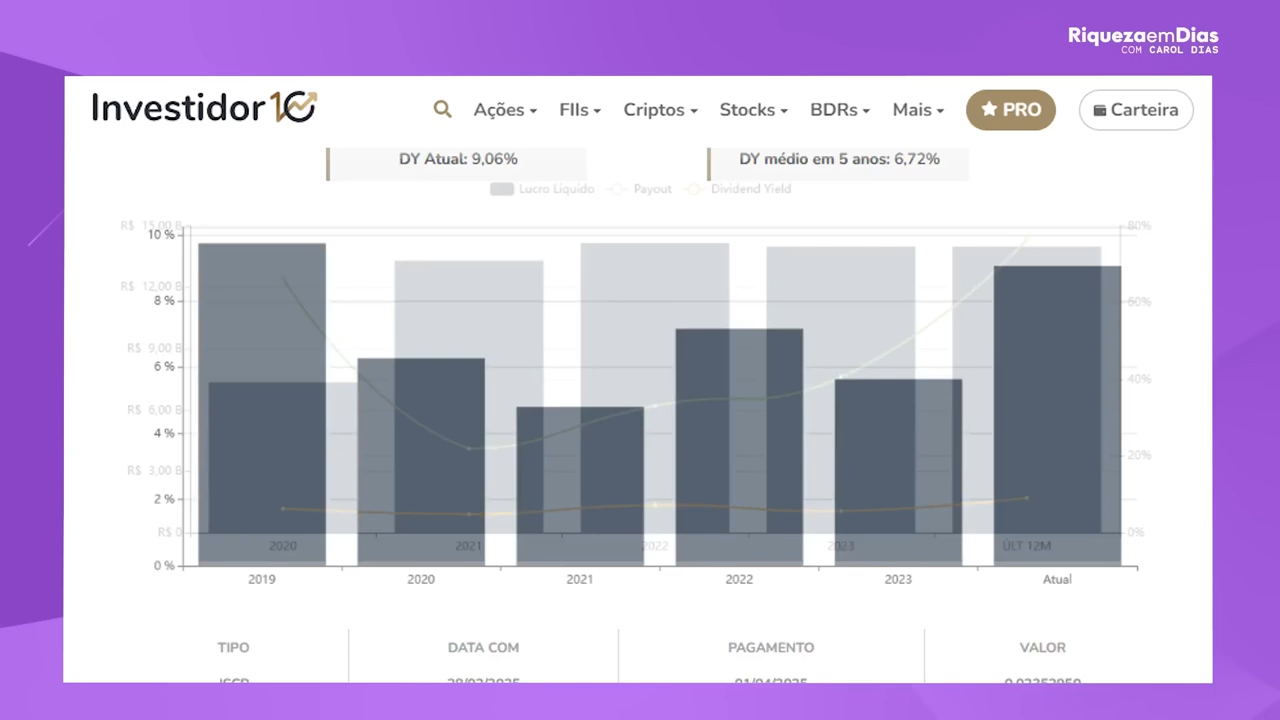 RiquezaemDias
COM CAROL DIAS
Investidor10
Ações
FIIs
Criptos
Stocks
BDRs
Mais
PRO
Carteira
DY Atual: 9,06%
DY médio em 5 anos: 6,72%
Lucro Líquido
Payout
Dividend Yield
R$ 15,00 B
80%
10 %
R$ 12,00 B
8 %
60%
R$ 9,00 B
6 %
40%
R$ 6,00 B
4 %
20%
R$ 3,00 B
2 %
R$ 0
0%
2020
2021
2022
2023
ÚLT 12M
0 %
2019
2020
2021
2022
2023
Atual
TIPO
DATA COM
PAGAMENTO
VALOR